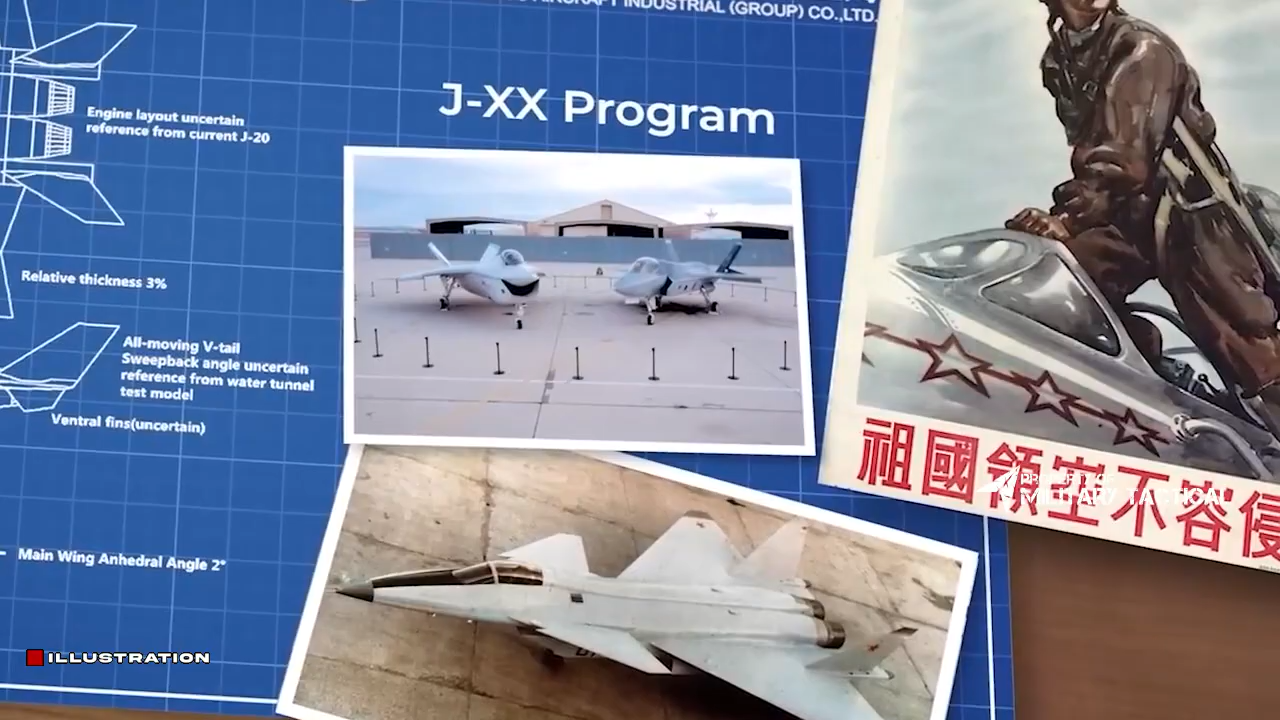 AIRCRAFT INDUSTRIAL (GROUP) CO.,LTD.
J-XX Program
Engine layout uncertain
reference from current J-20
Relative thickness 3%
All-moving V-tail
Sweepback angle uncertain
reference from water tunnel
test model
Ventral fins(uncertain)
Main Wing Anhedral Angle 2°
祖國領空不容侵
PROPERTY OF
MILITARY TACTICAL
ILLUSTRATION